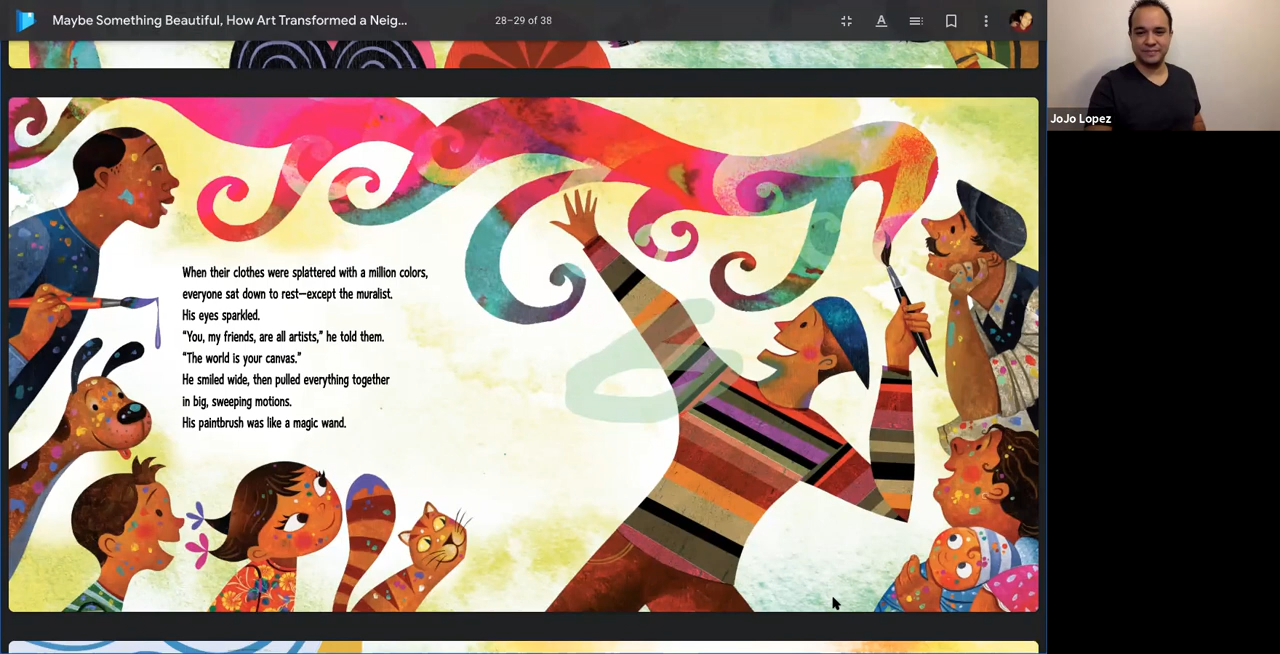 Maybe Something Beautiful, How Art Transformed a Neig...
28–29 of 38
JoJo Lopez
When their clothes were splattered with a million colors,
everyone sat down to rest—except the muralist.
His eyes sparkled.
“You, my friends, are all artists,” he told them.
“The world is your canvas.”
He smiled wide, then pulled everything together
in big, sweeping motions.
His paintbrush was like a magic wand.